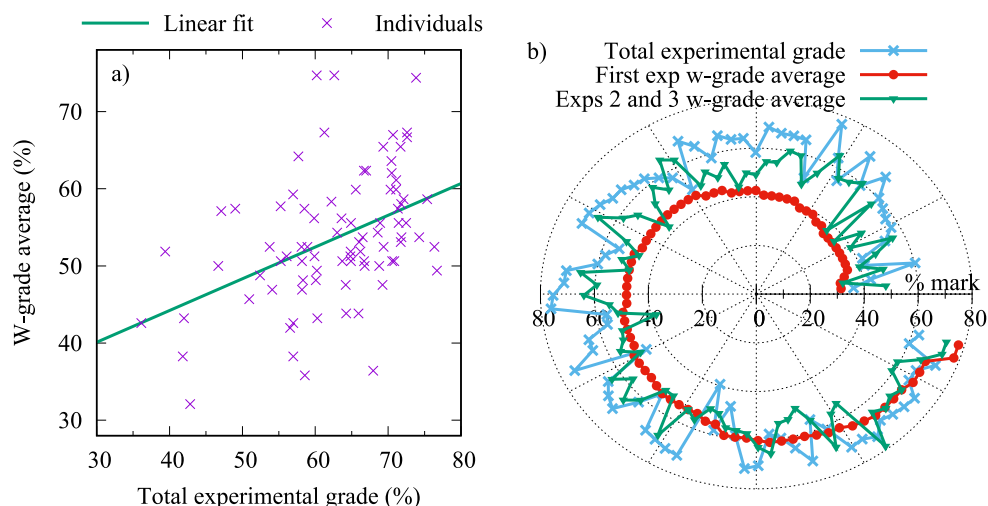 Linear fit
Individuals
a)
W-grade average (%)
70
60
50
40
30
30 40 50 60 70 80
Total experimental grade (%)
b)
Total experimental grade
First exp w-grade average
Exps 2 and 3 w-grade average
% mark
80 60 40 20 0 20 40 60 80